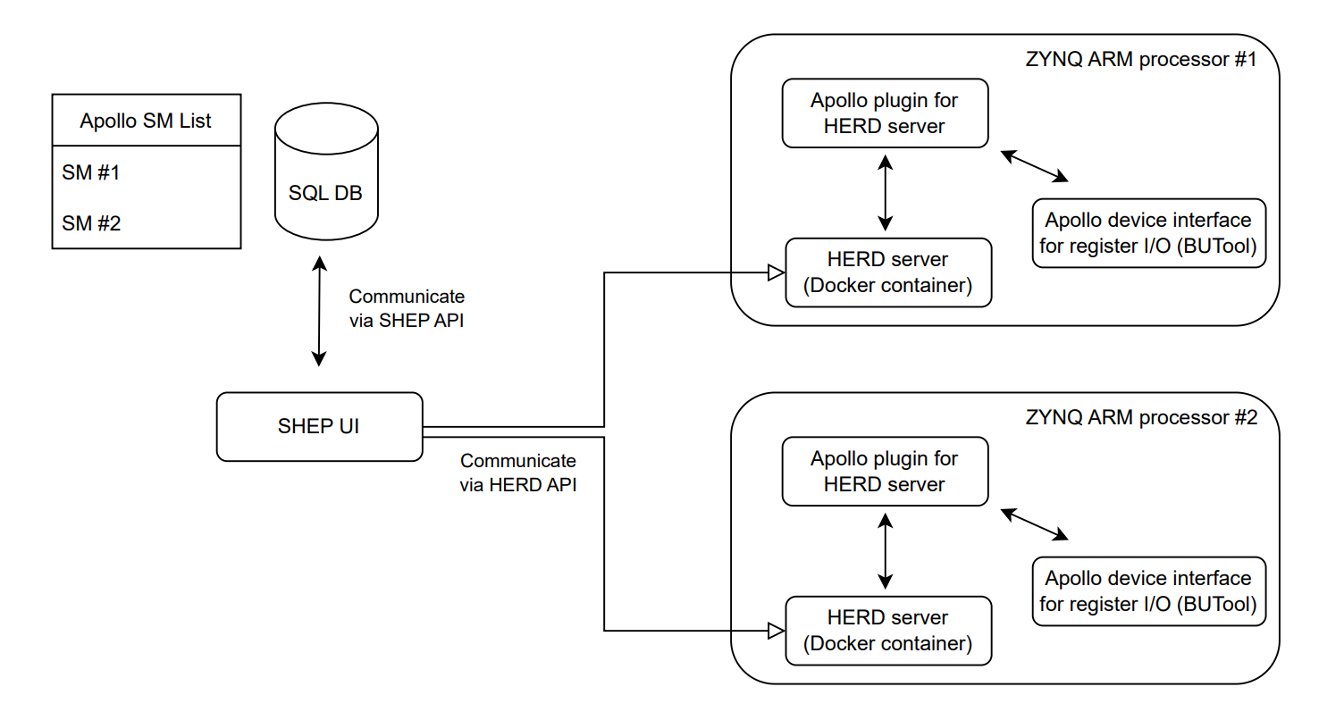 Apollo SM List
SM #1
SM #2
SQL DB
Communicate
via SHEP API
SHEP UI
Communicate
via HERD API
ZYNQ ARM processor #1
Apollo plugin for
HERD server
Apollo device interface
for register I/O (BUTool)
HERD server
(Docker container)
ZYNQ ARM processor #2
Apollo plugin for
HERD server
Apollo device interface
for register I/O (BUTool)
HERD server
(Docker container)